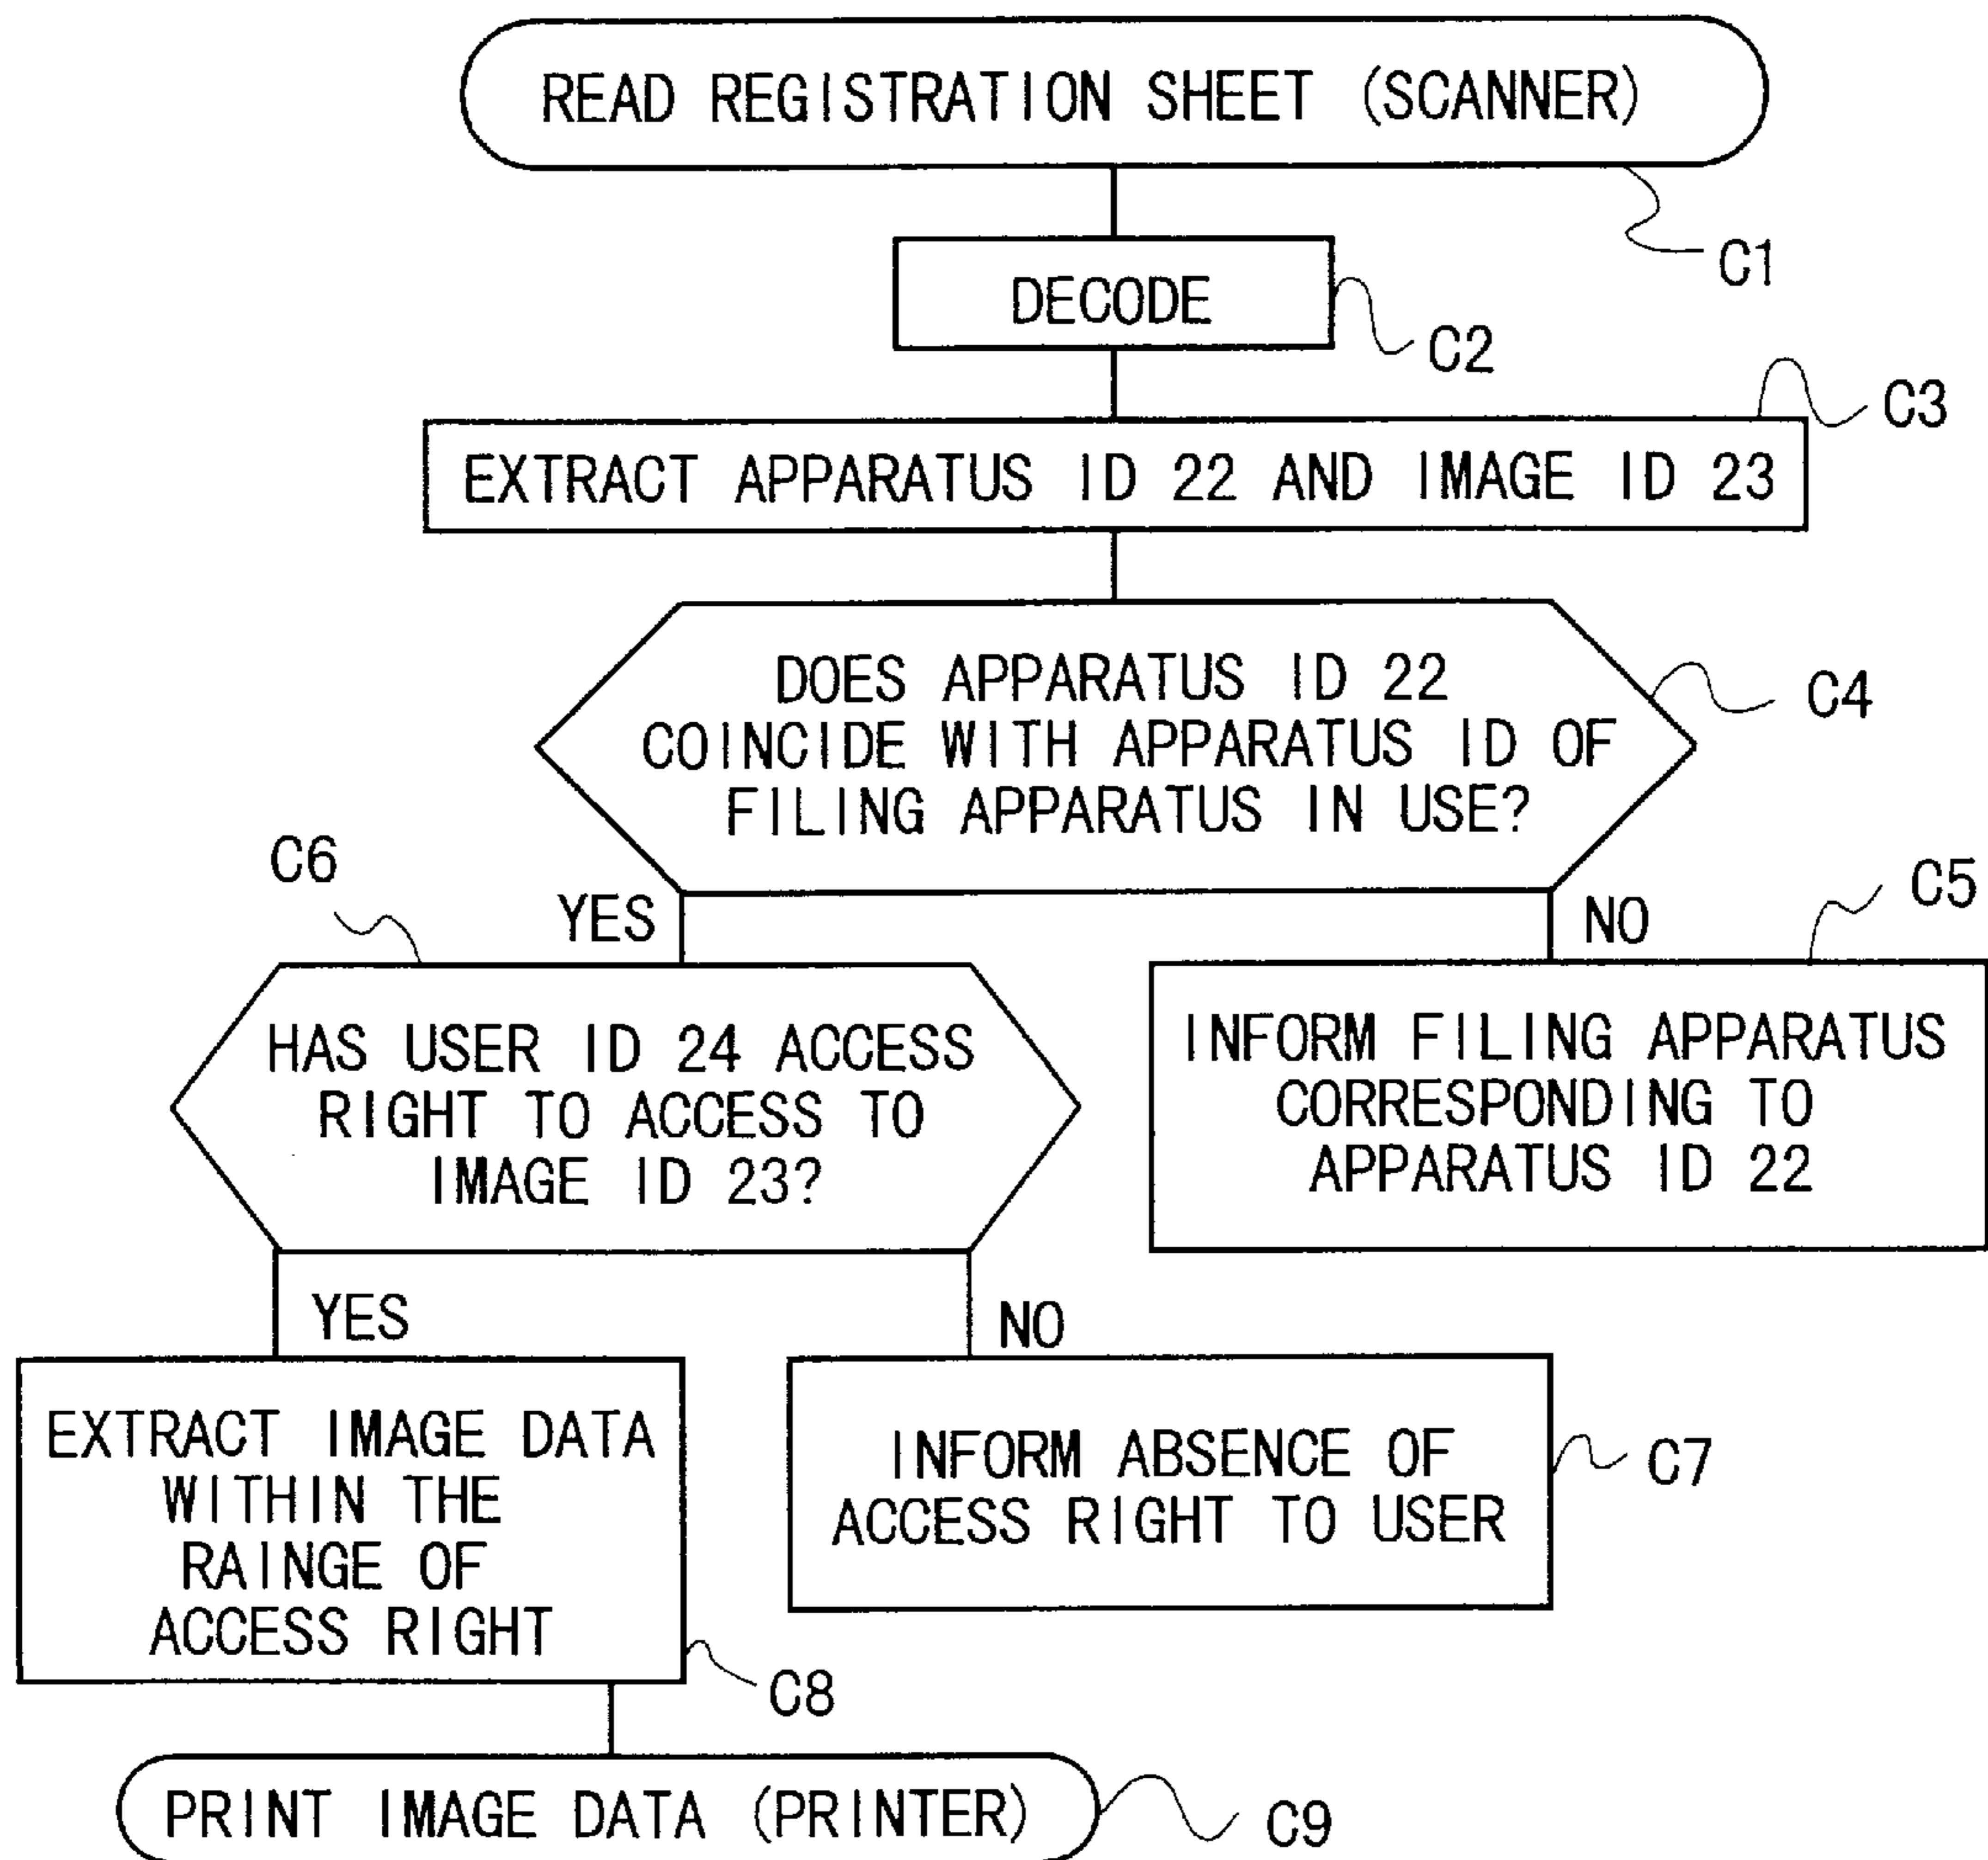 READ REGISTRATION SHEET (SCANNER)
C1
DECODE
C2
C3
EXTRACT APPARATUS ID 22 AND IMAGE ID 23
DOES APPARATUS ID 22
COINCIDE WITH APPARATUS ID OF
FILING APPARATUS IN USE?
C4
C6
YES
NO
C5
HAS USER ID 24 ACCESS
RIGHT TO ACCESS TO
IMAGE ID 23?
INFORM FILING APPARATUS
CORRESPONDING TO
APPARATUS ID 22
YES
NO
EXTRACT IMAGE DATA
WITHIN THE
RAINGE OF
ACCESS RIGHT
C8
INFORM ABSENCE OF
ACCESS RIGHT TO USER
C7
PRINT IMAGE DATA (PRINTER)
C9